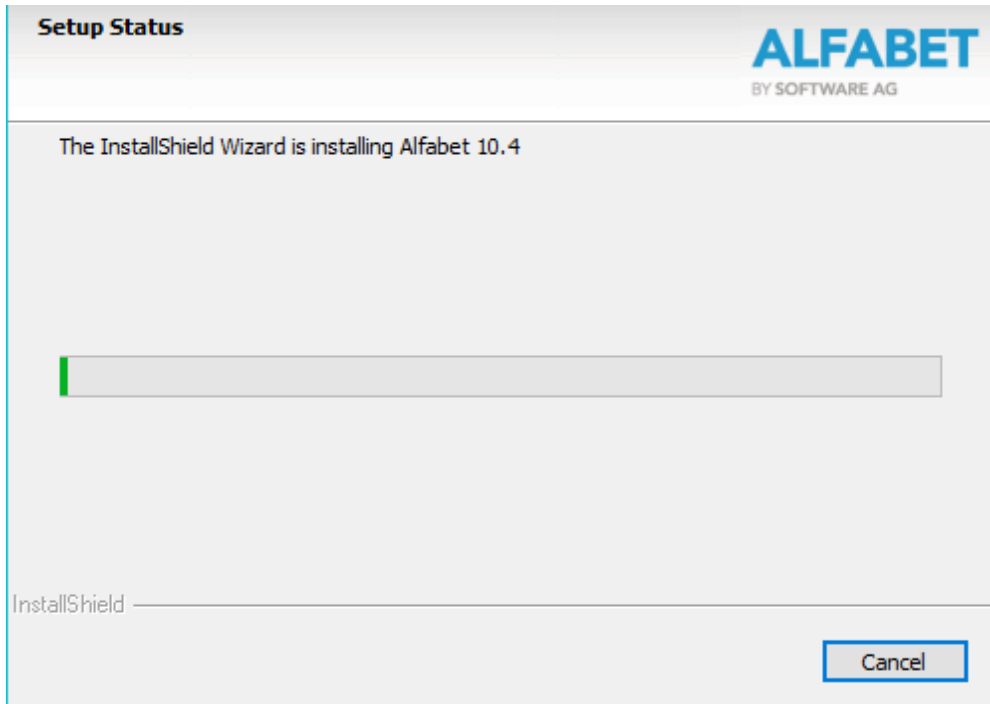 Setup Status
ALFABET
BY SOFTWARE AG
The InstallShield Wizard is installing Alfabet 10.4
InstallShield
Cancel